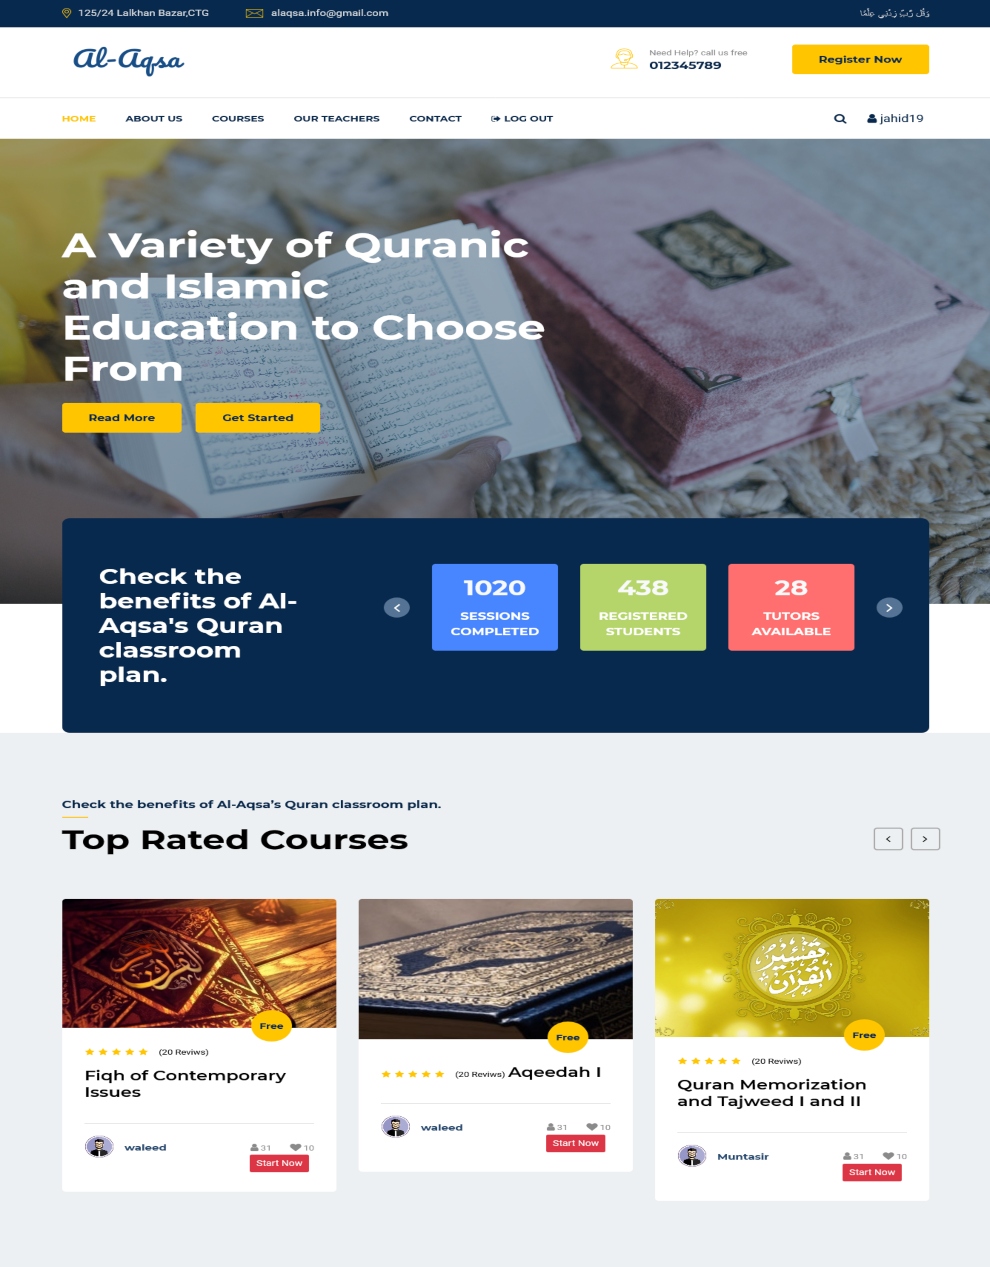 125/24 Lalkhan Bazar,CTG
alaqsa.info@gmail.com
وَقُل رَّبِّ زِدْنِي عِلْمًا
Al-Aqsa
Need Help? call us free
012345789
Register Now
HOME
ABOUT US
COURSES
OUR TEACHERS
CONTACT
LOG OUT
jahid19
A Variety of Quranic
and Islamic
Education to Choose
From
Read More
Get Started
Check the
benefits of Al-
Aqsa's Quran
classroom
plan.
<
1020
SESSIONS
COMPLETED
438
REGISTERED
STUDENTS
28
TUTORS
AVAILABLE
>
Check the benefits of Al-Aqsa's Quran classroom plan.
Top Rated Courses
<
>
Free
(20 Reviws)
Fiqh of Contemporary
Issues
waleed
31
10
Start Now
Free
(20 Reviws) Aqeedah I
waleed
31
10
Start Now
تفسير
القرآن
Free
(20 Reviws)
Quran Memorization
and Tajweed I and II
Muntasir
31
10
Start Now